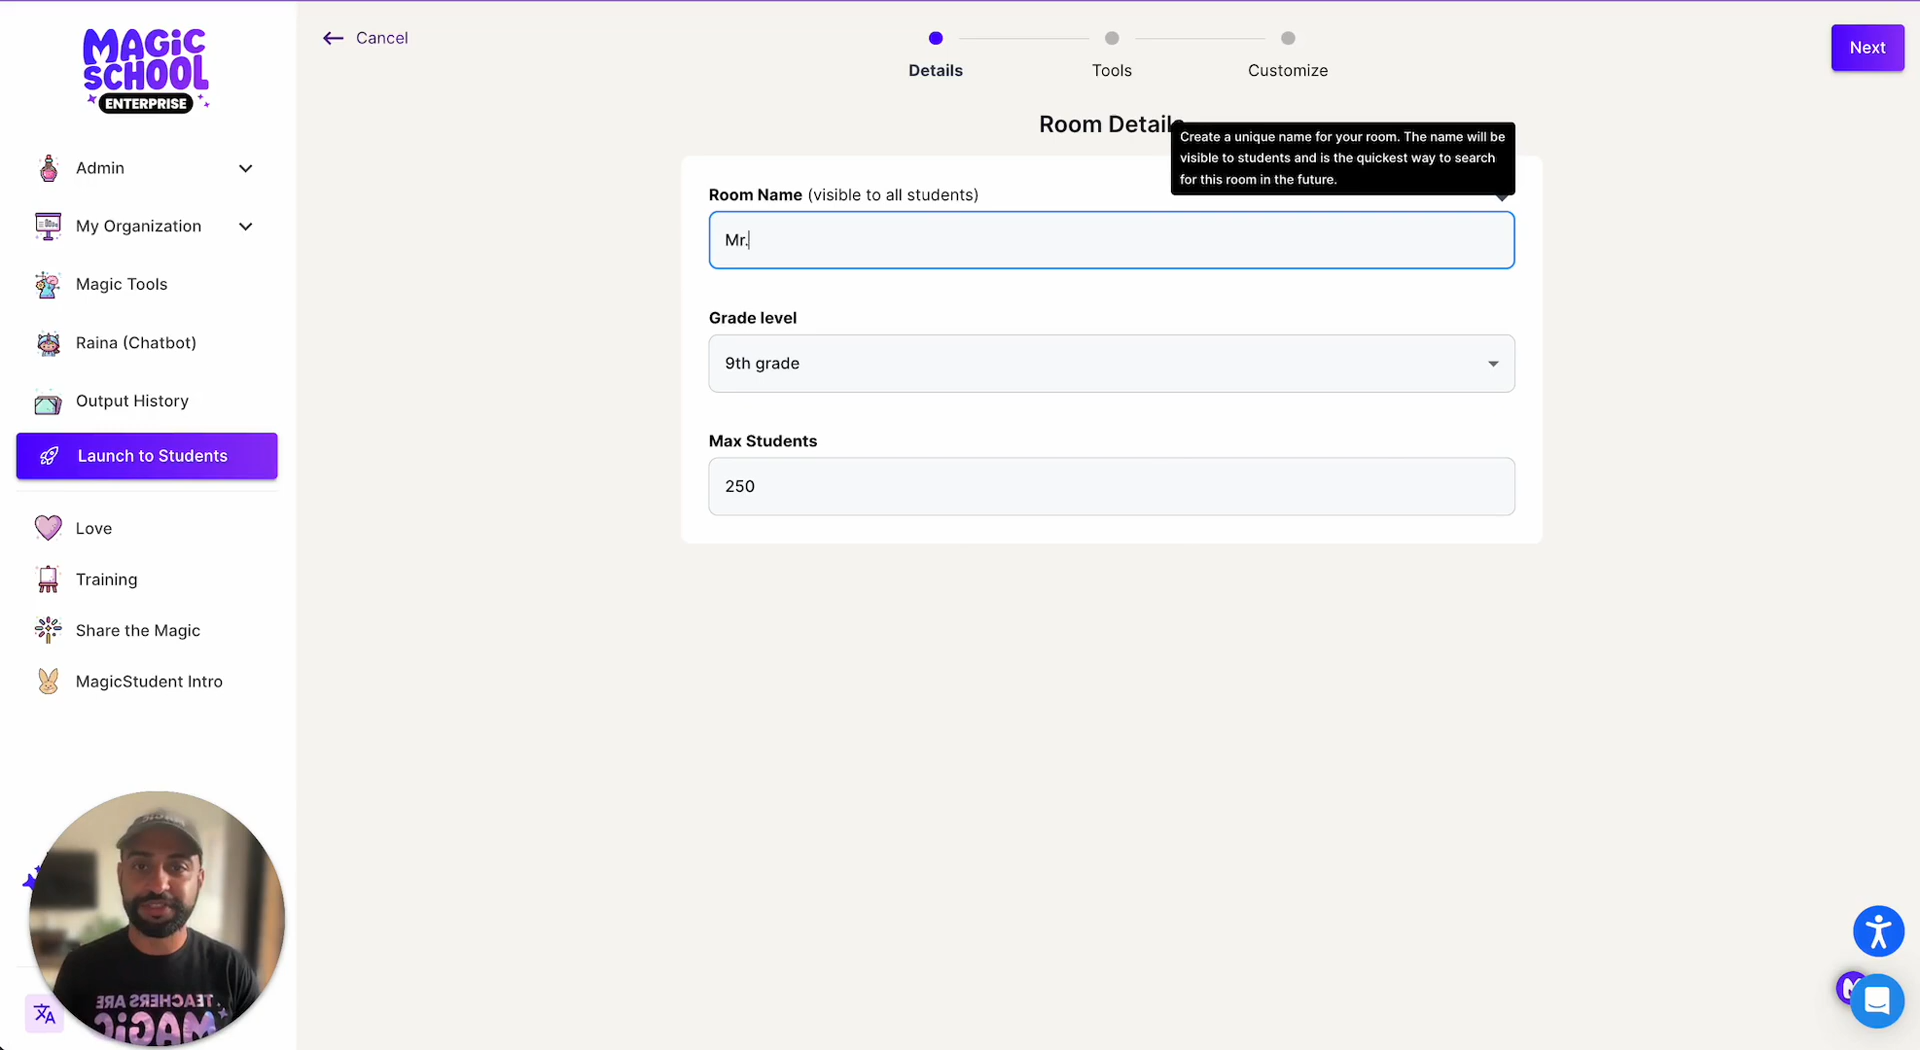 MAGIC
SCHOOL
ENTERPRISE
Admin
My Organization
Magic Tools
Raina (Chatbot)
Output History
Launch to Students
Love
Training
Share the Magic
MagicStudent Intro
TEACHERS ARE
MAGIC
Cancel
Details
Tools
Customize
Next
Room Details
Create a unique name for your room. The name will be
visible to students and is the quickest way to search
for this room in the future.
Room Name (visible to all students)
Mr.
Grade level
9th grade
Max Students
250